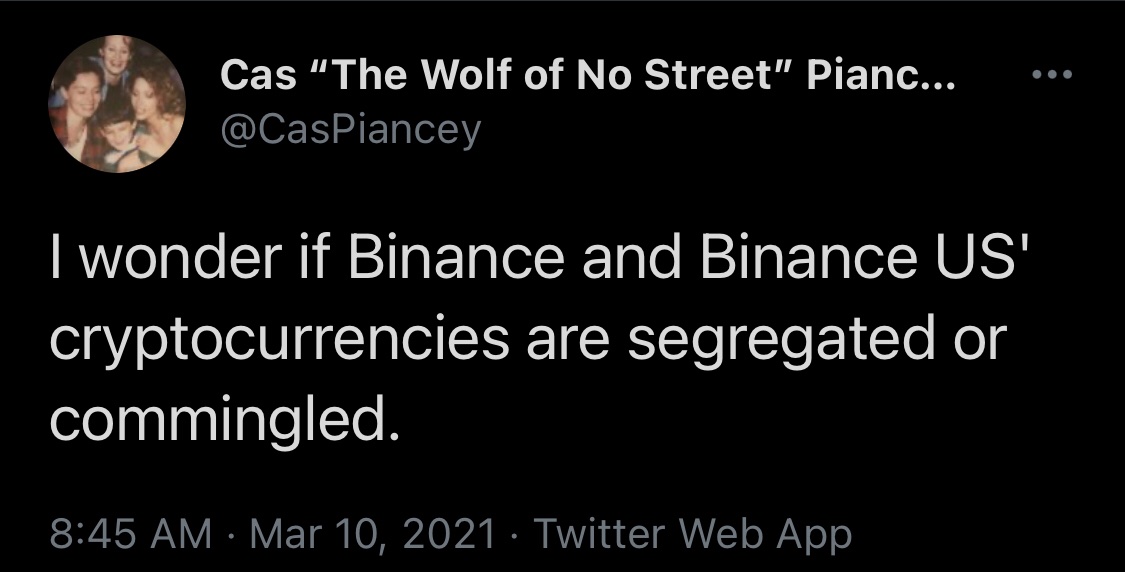 Cas “The Wolf of No Street” Pianc...
@CasPiancey
I wonder if Binance and Binance US'
cryptocurrencies are segregated or
commingled.
8:45 AM · Mar 10, 2021 · Twitter Web App